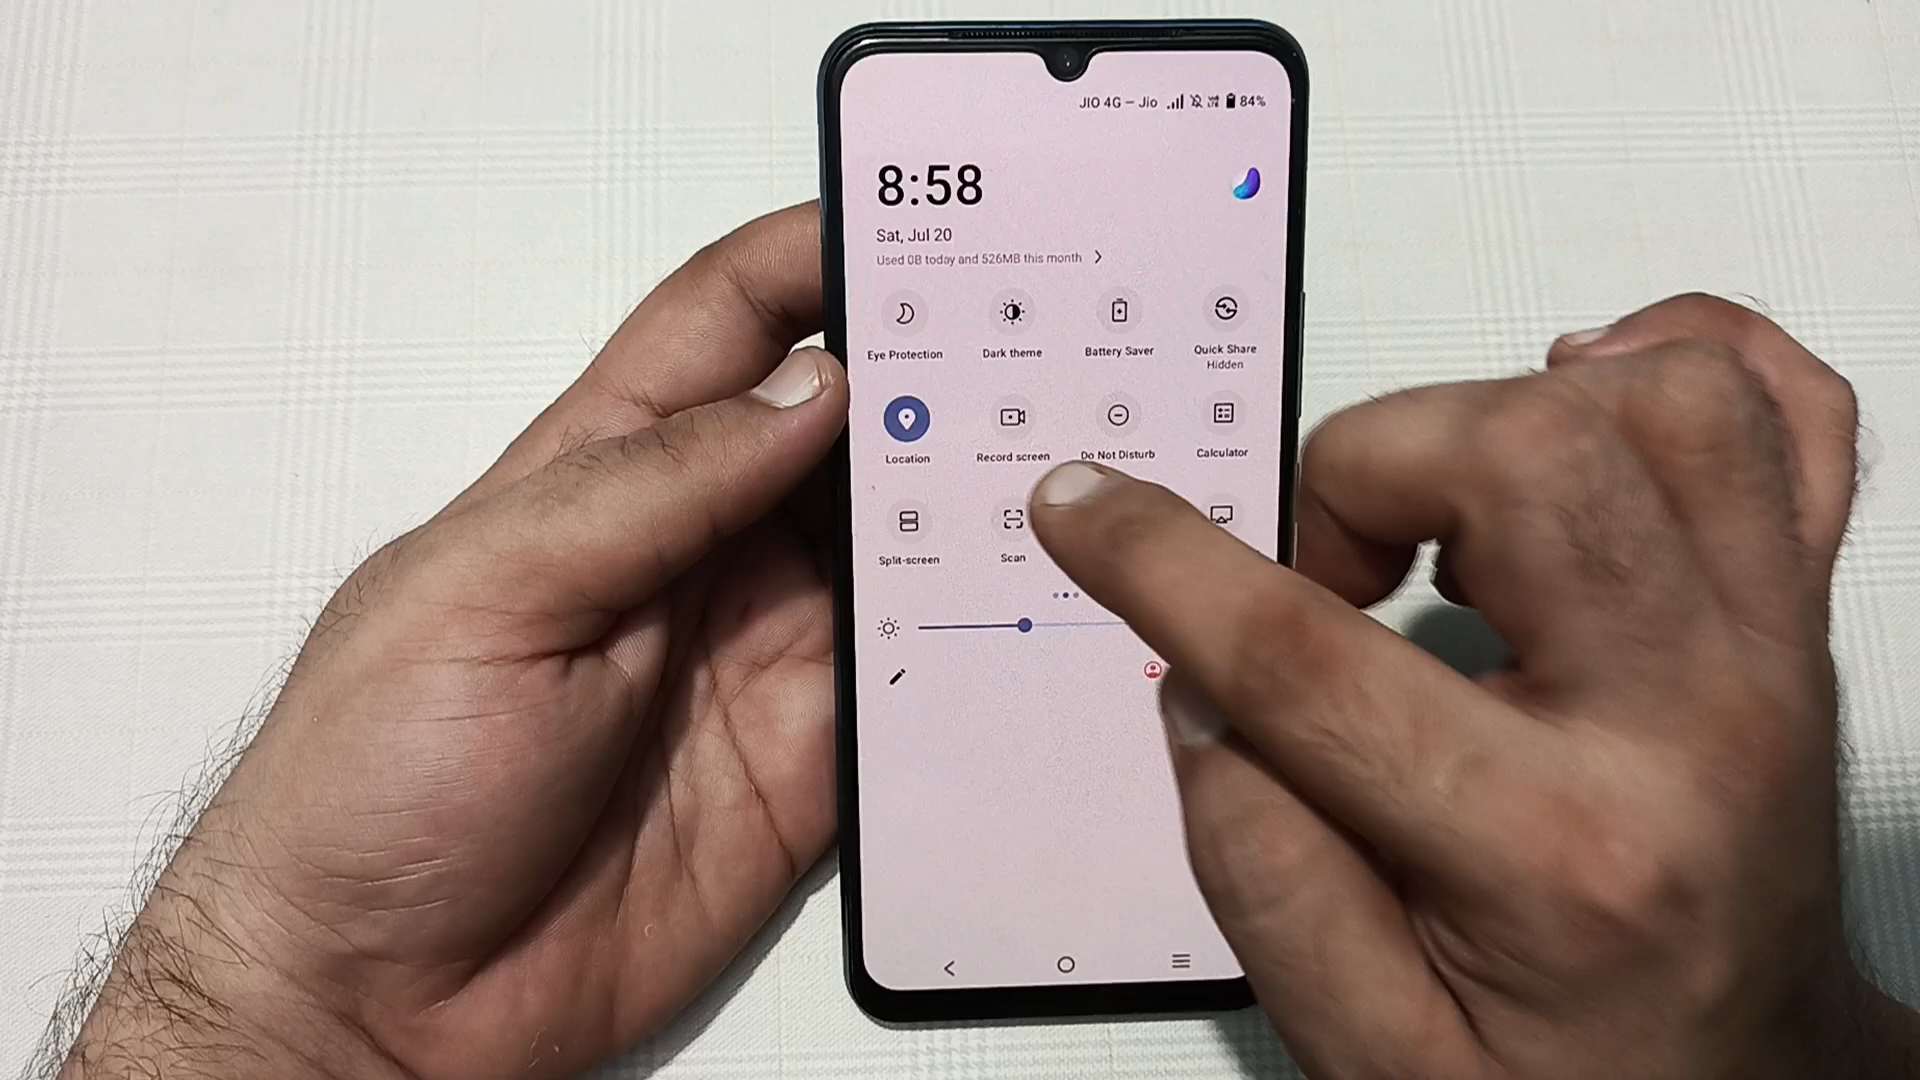 JIO 4G — Jio 84%
8:58
Sat, Jul 20
Used 0B today and 526MB this month
Eye Protection Dark theme Battery Saver Quick Share
Hidden
Location Record screen Do Not Disturb Calculator
Split-screen Scan